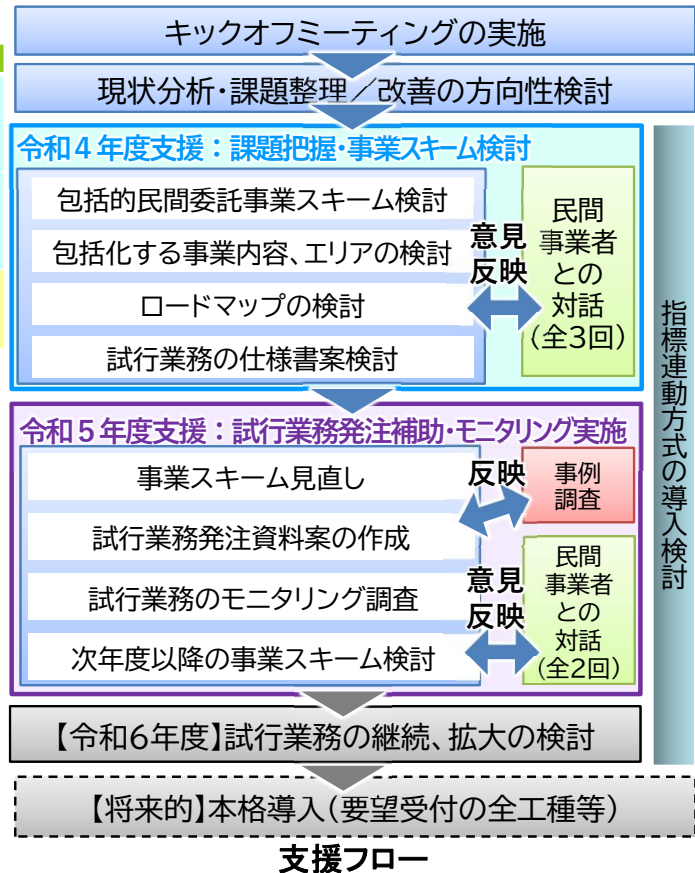 キックオフミーティングの実施
現状分析・課題整理／改善の方向性検討
令和4年度支援：課題把握・事業スキーム検討
包括的民間委託事業スキーム検討
包括化する事業内容、エリアの検討
ロードマップの検討
試行業務の仕様書案検討
意見
反映
民間
事業者
との
対話
(全3回)
令和5年度支援：試行業務発注補助・モニタリング実施
事業スキーム見直し
試行業務発注資料案の作成
試行業務のモニタリング調査
次年度以降の事業スキーム検討
反映
事例
調査
意見
反映
民間
事業者
との
対話
(全2回)
指標連動方式の導入検討
【令和6年度】試行業務の継続、拡大の検討
【将来的】本格導入(要望受付の全工種等)
支援フロー